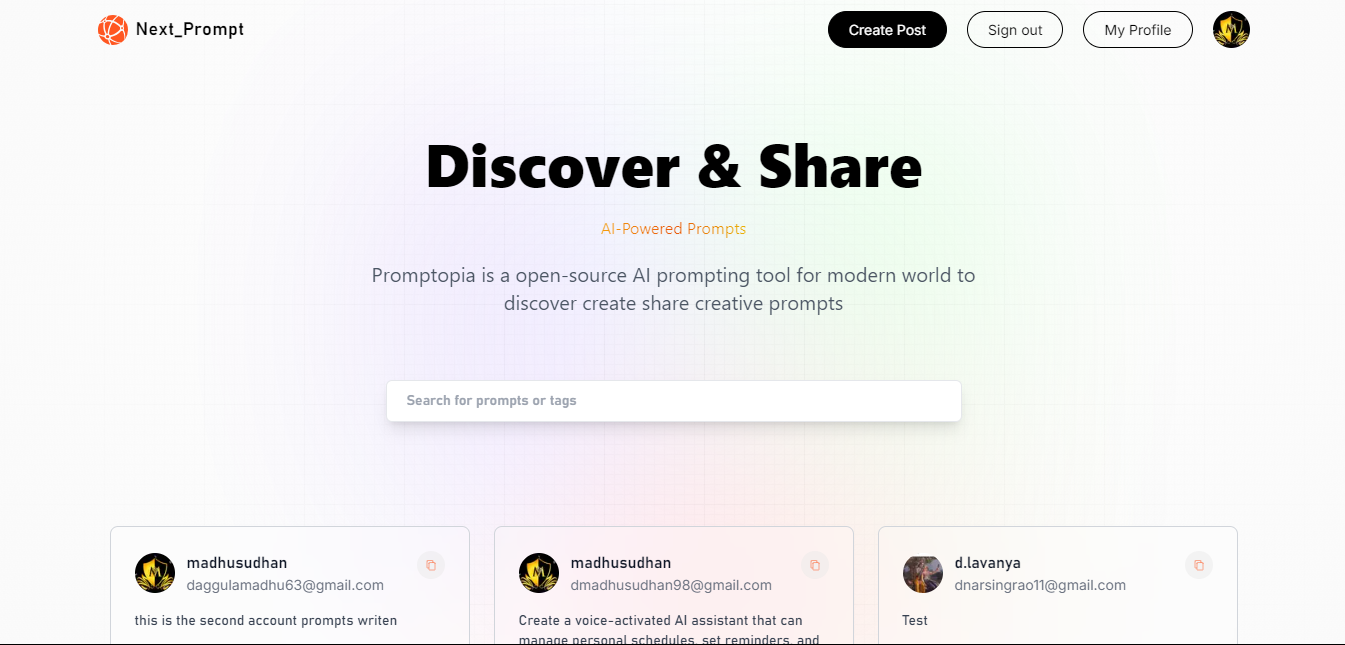 Next_Prompt
Create Post
Sign out
My Profile
M
Discover & Share
AI-Powered Prompts
Promptopia is a open-source AI prompting tool for modern world to
discover create share creative prompts
Search for prompts or tags
M
madhusudhan
daggulamadhu63@gmail.com
this is the second account prompts writen
M
madhusudhan
dmadhusudhan98@gmail.com
Create a voice-activated AI assistant that can
manage personal schedules, set reminders, and
d.lavanya
dnarsingrao11@gmail.com
Test